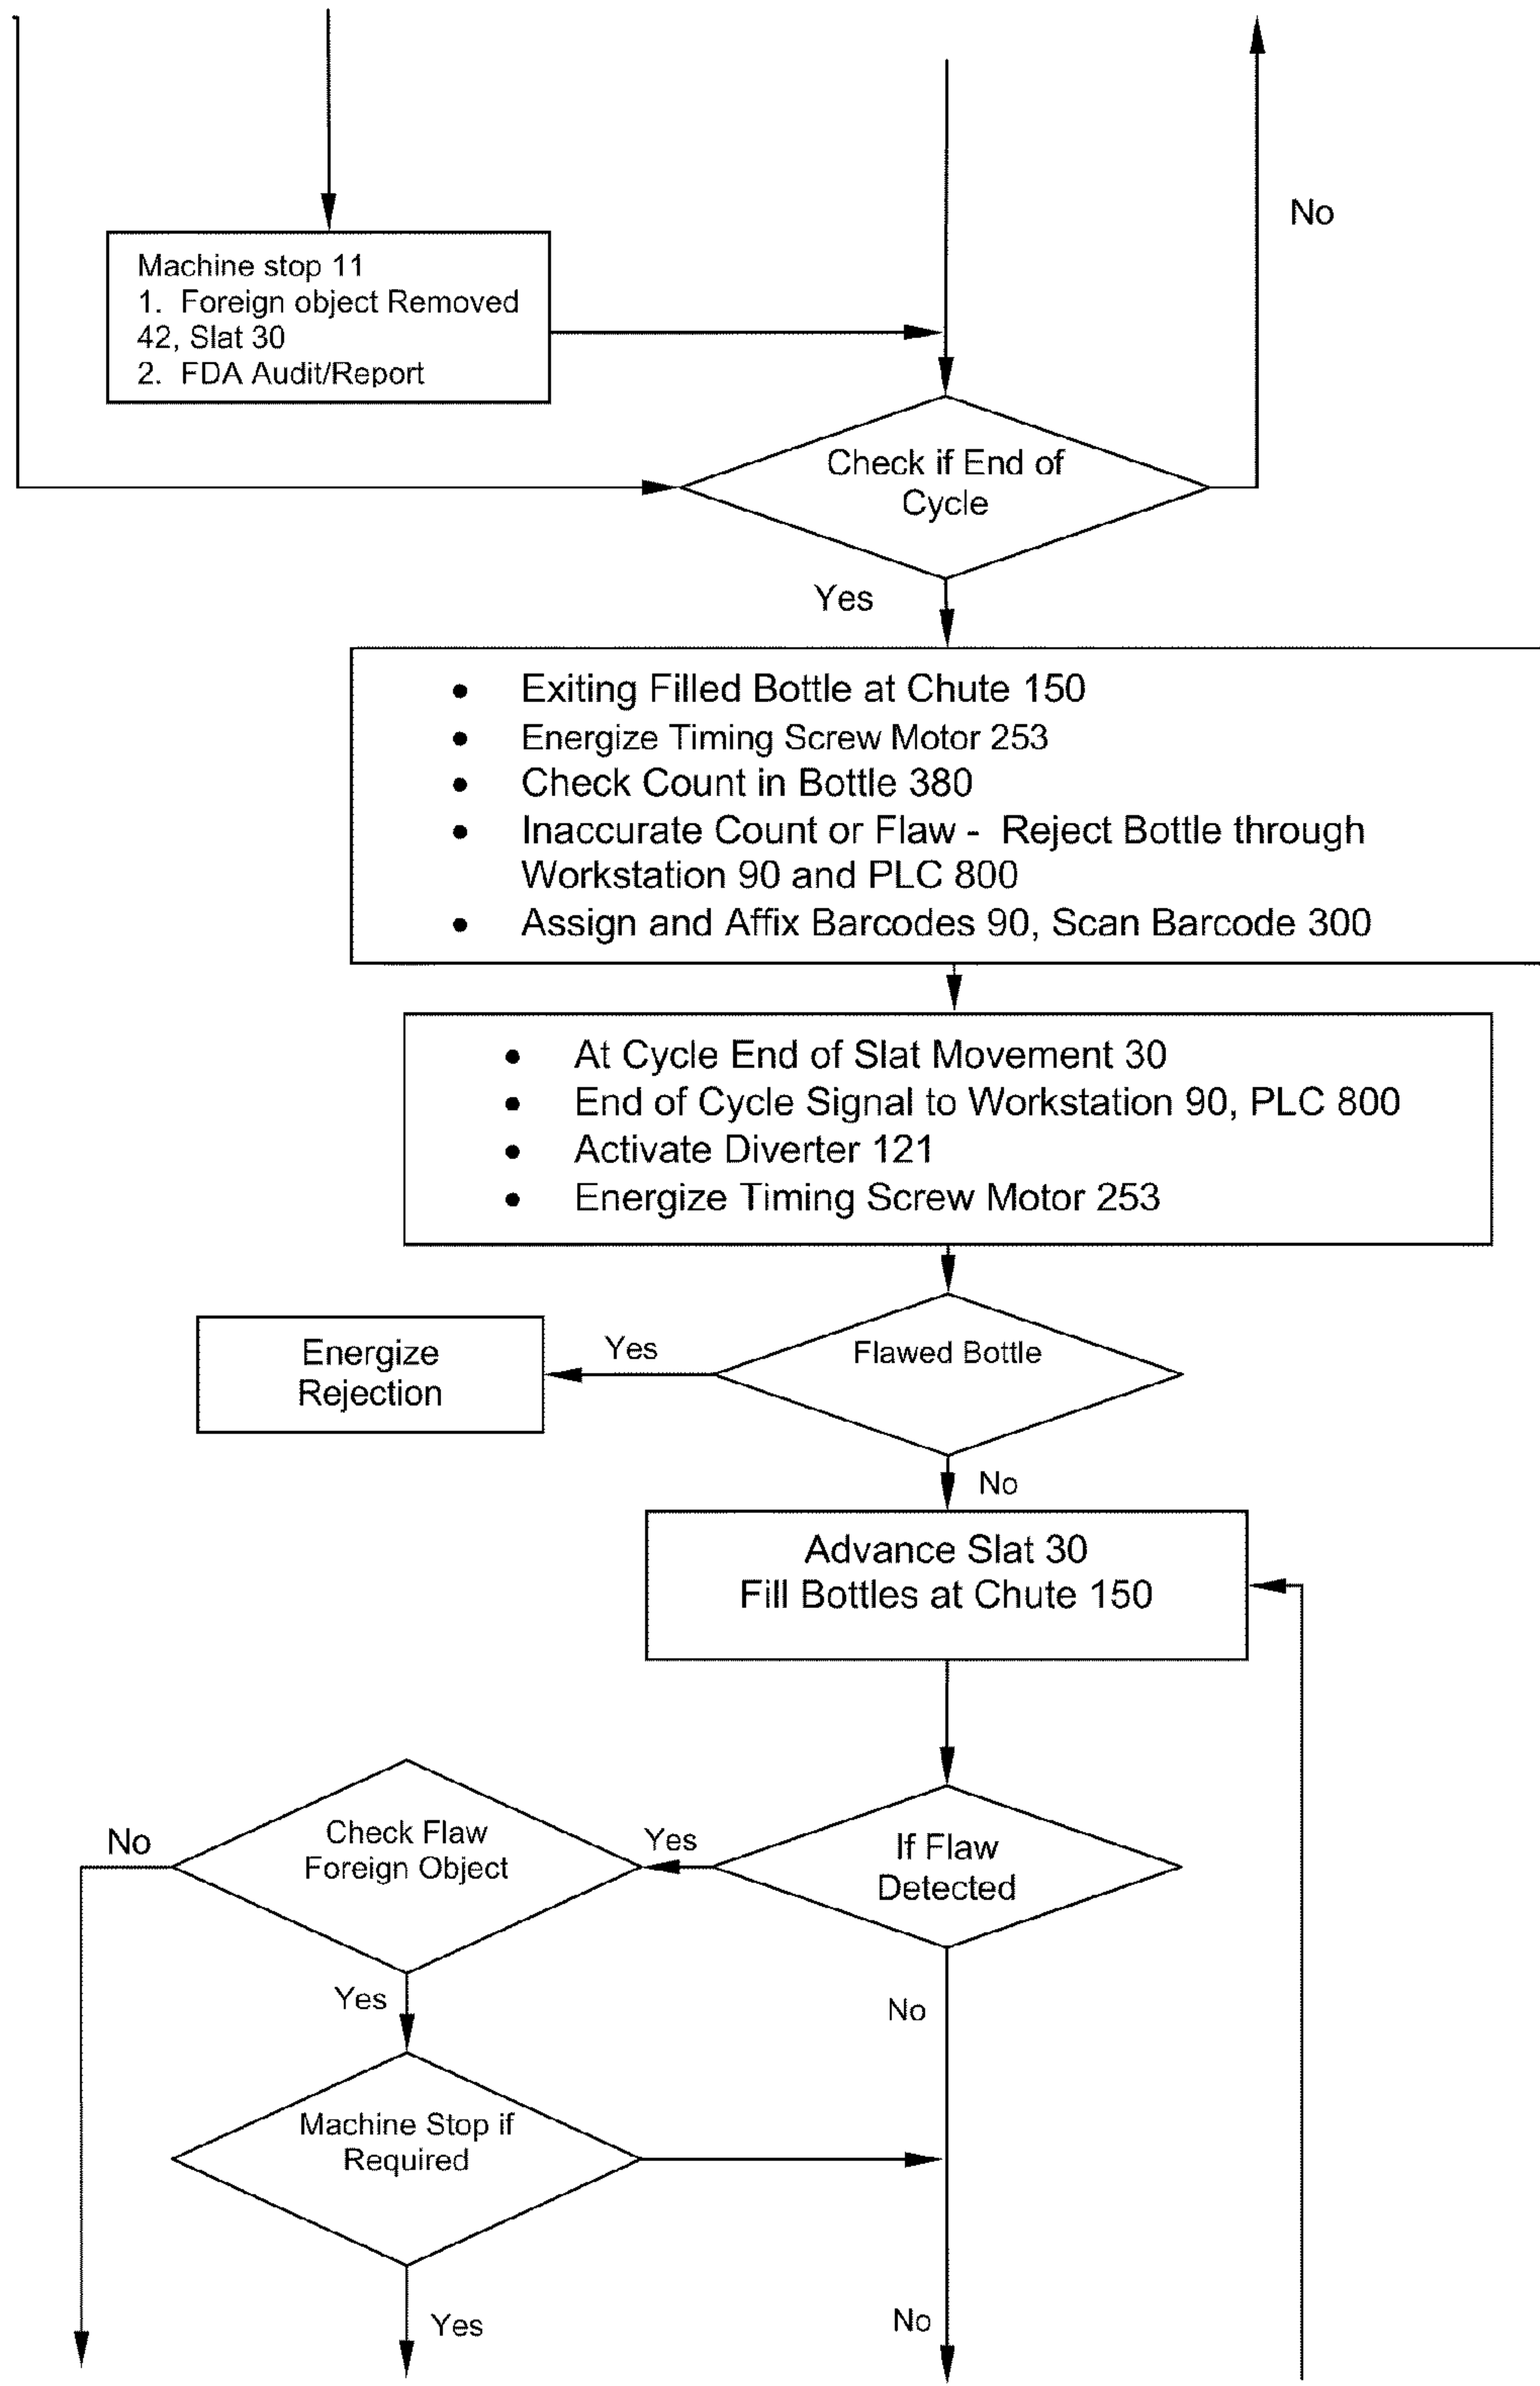 No
Machine stop 11
1. Foreign object Removed
42, Slat 30
2. FDA Audit/Report
Check if End of
Cycle
Yes
• Exiting Filled Bottle at Chute 150
• Energize Timing Screw Motor 253
• Check Count in Bottle 380
• Inaccurate Count or Flaw - Reject Bottle through
Workstation 90 and PLC 800
• Assign and Affix Barcodes 90, Scan Barcode 300
• At Cycle End of Slat Movement 30
• End of Cycle Signal to Workstation 90, PLC 800
• Activate Diverter 121
• Energize Timing Screw Motor 253
Flawed Bottle
Yes
Energize
Rejection
No
Advance Slat 30
Fill Bottles at Chute 150
If Flaw
Detected
Yes
Check Flaw
Foreign Object
No
Yes
No
Machine Stop if
Required
Yes
No